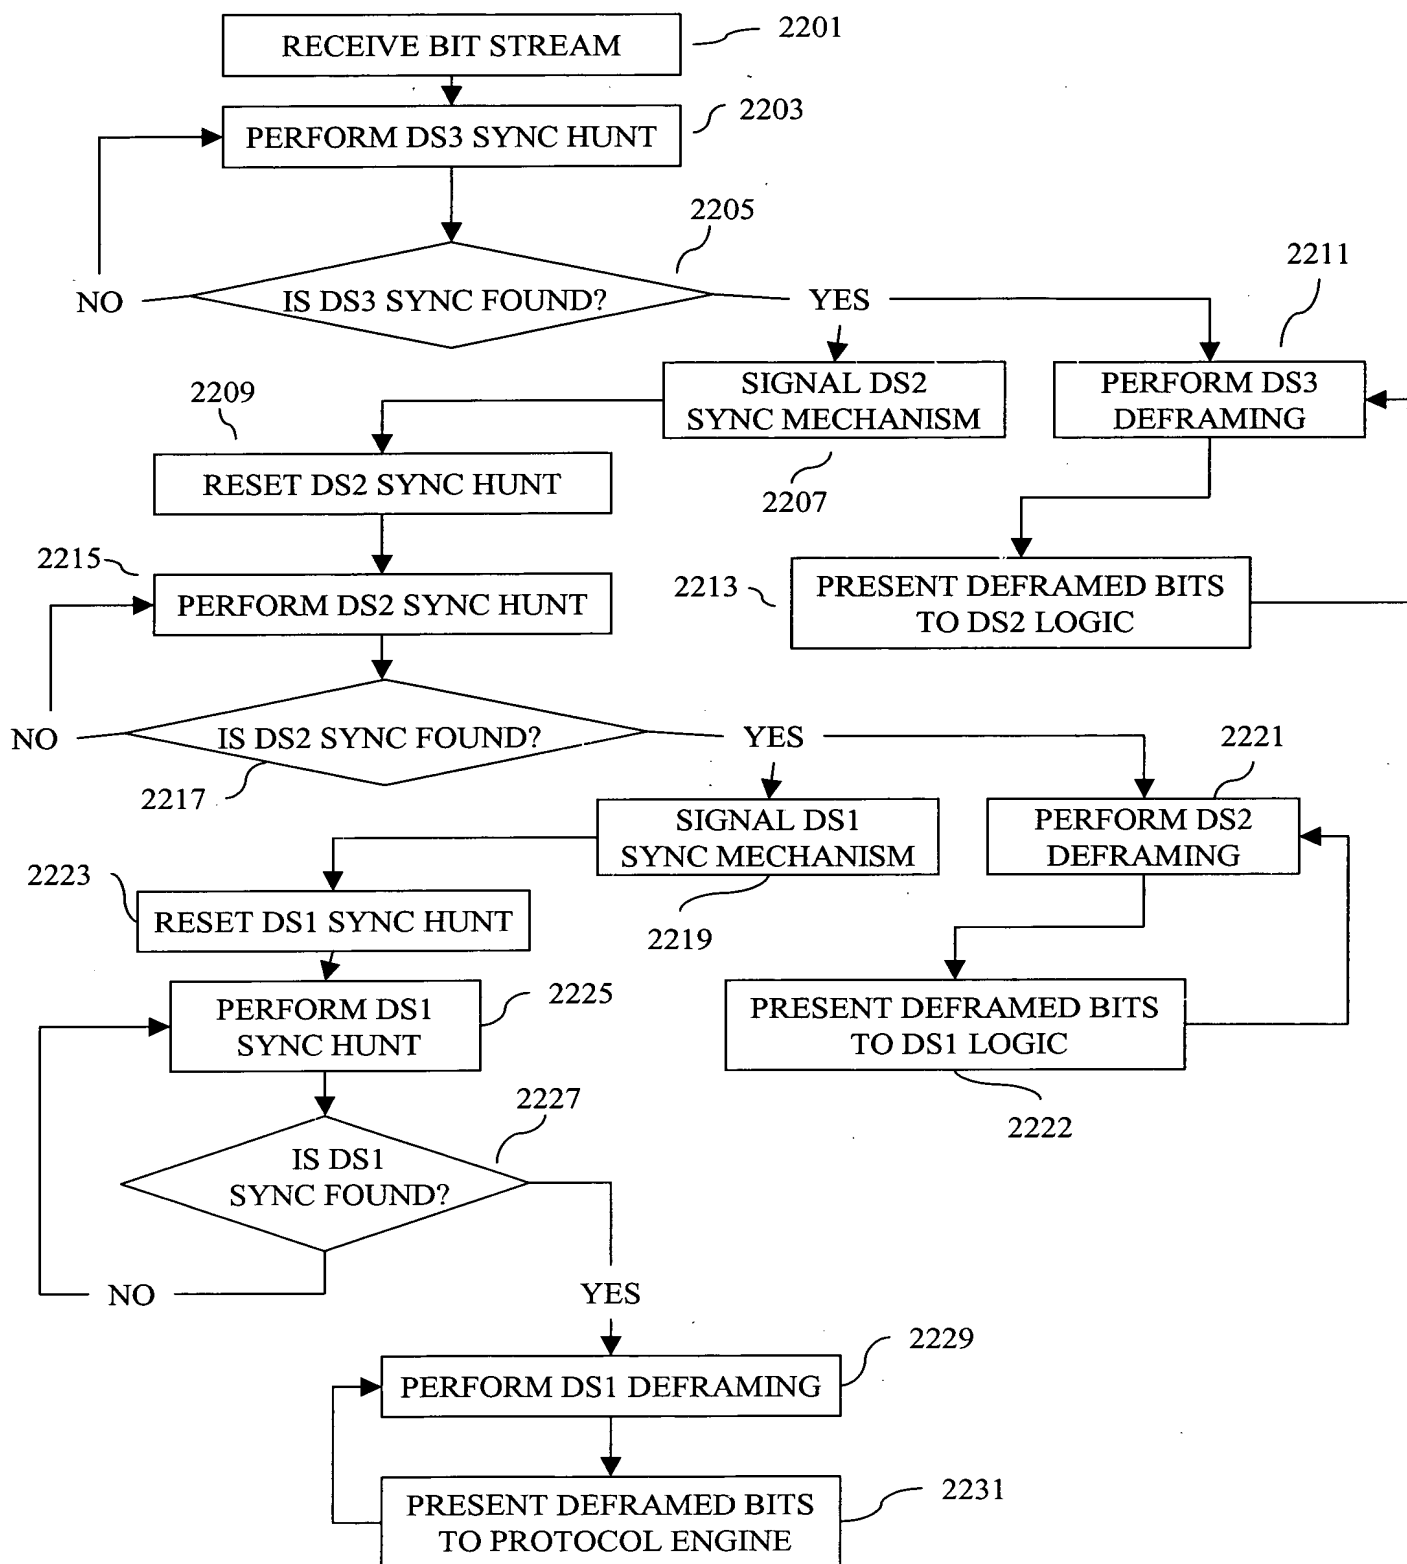 RECEIVE BIT STREAM
2201
PERFORM DS3 SYNC HUNT
2203
2205
IS DS3 SYNC FOUND?
NO
YES
2211
SIGNAL DS2
SYNC MECHANISM
2207
PERFORM DS3
DEFRAMING
2209
RESET DS2 SYNC HUNT
2215
PERFORM DS2 SYNC HUNT
2213
PRESENT DEFRAMED BITS
TO DS2 LOGIC
NO
IS DS2 SYNC FOUND?
2217
YES
2221
SIGNAL DS1
SYNC MECHANISM
2219
PERFORM DS2
DEFRAMING
2223
RESET DS1 SYNC HUNT
PERFORM DS1
SYNC HUNT
2225
PRESENT DEFRAMED BITS
TO DS1 LOGIC
2222
2227
IS DS1
SYNC FOUND?
NO
YES
2229
PERFORM DS1 DEFRAMING
2231
PRESENT DEFRAMED BITS
TO PROTOCOL ENGINE